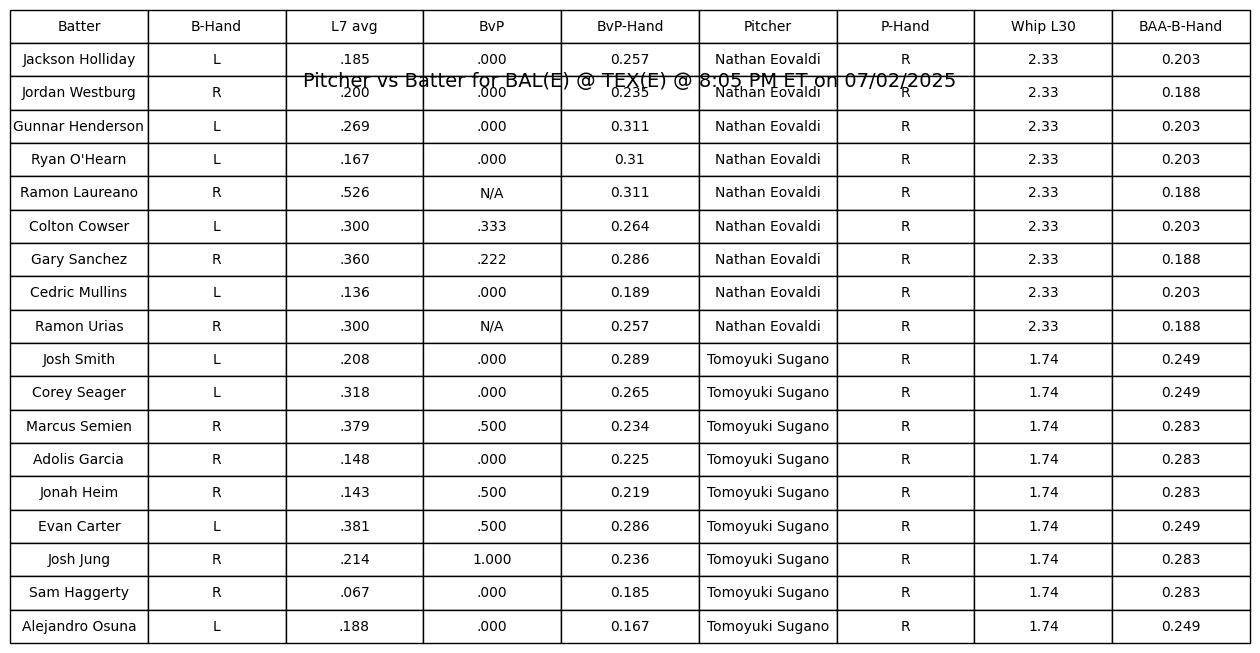 Batter B-Hand L7 avg BvP BvP-Hand Pitcher P-Hand Whip L30 BAA-B-Hand
Jackson Holliday L .185 .000 0.257 Nathan Eovaldi R 2.33 0.203
Pitcher vs Batter for BAL(E) @ TEX(E) @ 8:05 PM ET on 07/02/2025
Jordan Westburg R .200 .000 0.235 Nathan Eovaldi R 2.33 0.188
Gunnar Henderson L .269 .000 0.311 Nathan Eovaldi R 2.33 0.203
Ryan O'Hearn L .167 .000 0.31 Nathan Eovaldi R 2.33 0.203
Ramon Laureano R .526 N/A 0.311 Nathan Eovaldi R 2.33 0.188
Colton Cowser L .300 .333 0.264 Nathan Eovaldi R 2.33 0.203
Gary Sanchez R .360 .222 0.286 Nathan Eovaldi R 2.33 0.188
Cedric Mullins L .136 .000 0.189 Nathan Eovaldi R 2.33 0.203
Ramon Urias R .300 N/A 0.257 Nathan Eovaldi R 2.33 0.188
Josh Smith L .208 .000 0.289 Tomoyuki Sugano R 1.74 0.249
Corey Seager L .318 .000 0.265 Tomoyuki Sugano R 1.74 0.249
Marcus Semien R .379 .500 0.234 Tomoyuki Sugano R 1.74 0.283
Adolis Garcia R .148 .000 0.225 Tomoyuki Sugano R 1.74 0.283
Jonah Heim R .143 .500 0.219 Tomoyuki Sugano R 1.74 0.283
Evan Carter L .381 .500 0.286 Tomoyuki Sugano R 1.74 0.249
Josh Jung R .214 1.000 0.236 Tomoyuki Sugano R 1.74 0.283
Sam Haggerty R .067 .000 0.185 Tomoyuki Sugano R 1.74 0.283
Alejandro Osuna L .188 .000 0.167 Tomoyuki Sugano R 1.74 0.249